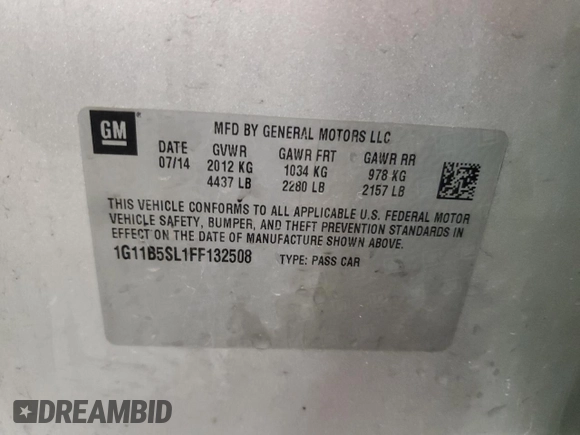 GM
MFD BY GENERAL MOTORS LLC
DATE GVWR GAWR FRT GAWR RR
07/14 2012 KG 1034 KG 978 KG
4437 LB 2280 LB 2157 LB
THIS VEHICLE CONFORMS TO ALL APPLICABLE U.S. FEDERAL MOTOR
VEHICLE SAFETY, BUMPER, AND THEFT PREVENTION STANDARDS IN
EFFECT ON THE DATE OF MANUFACTURE SHOWN ABOVE.
1G11B5SL1FF132508 TYPE: PASS CAR
DREAMBID